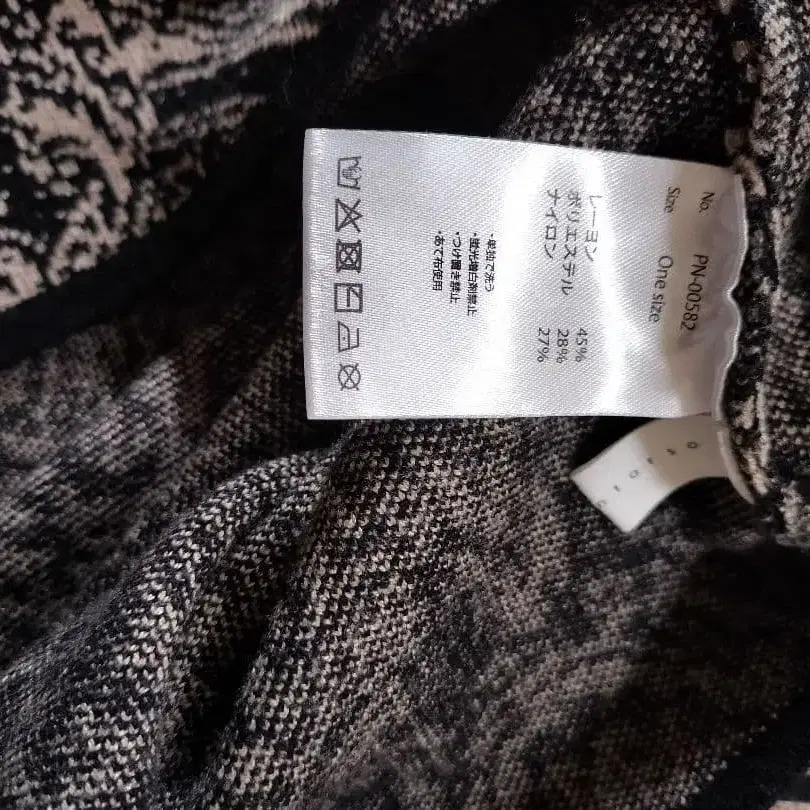 No. PN-00582
Size One size
レーヨン 45%
ポリエステル 28%
ナイロン 27%
・単独で洗う
・蛍光増白剤禁止
・つけ置き禁止
・あて布使用